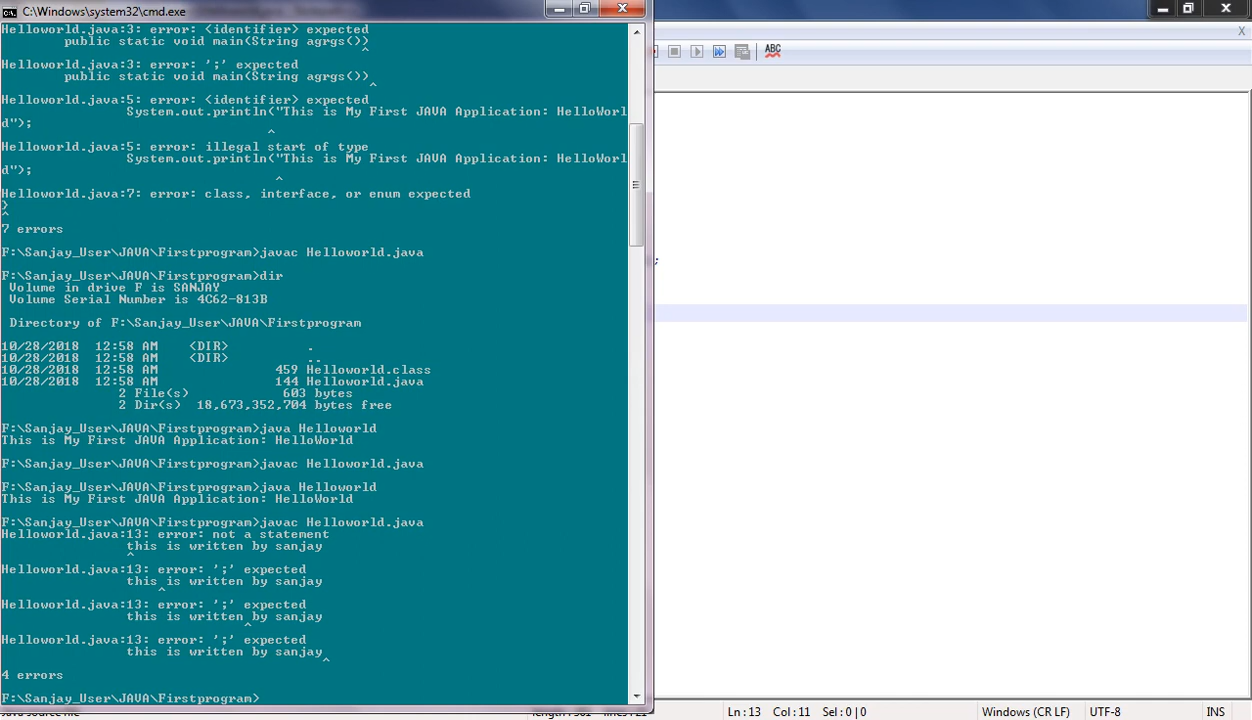 C:\Windows\system32\cmd.exe
Helloworld.java:3: error: <identifier> expected
public static void main(String agrgs())
^
Helloworld.java:3: error: ';' expected
public static void main(String agrgs())
^
Helloworld.java:5: error: <identifier> expected
System.out.println("This is My First JAVA Application: HelloWorl
d");
^
Helloworld.java:5: error: illegal start of type
System.out.println("This is My First JAVA Application: HelloWorl
d");
^
Helloworld.java:7: error: class, interface, or enum expected
}
^
7 errors
F:\Sanjay_User\JAVA\Firstprogram>javac Helloworld.java
F:\Sanjay_User\JAVA\Firstprogram>dir
Volume in drive F is SANJAY
Volume Serial Number is 4C62-813B
Directory of F:\Sanjay_User\JAVA\Firstprogram
10/28/2018 12:58 AM <DIR> .
10/28/2018 12:58 AM <DIR> ..
10/28/2018 12:58 AM 459 Helloworld.class
10/28/2018 12:58 AM 144 Helloworld.java
2 File(s) 603 bytes
2 Dir(s) 18,673,352,704 bytes free
F:\Sanjay_User\JAVA\Firstprogram>java Helloworld
This is My First JAVA Application: HelloWorld
F:\Sanjay_User\JAVA\Firstprogram>javac Helloworld.java
F:\Sanjay_User\JAVA\Firstprogram>java Helloworld
This is My First JAVA Application: HelloWorld
F:\Sanjay_User\JAVA\Firstprogram>javac Helloworld.java
Helloworld.java:13: error: not a statement
this is written by sanjay
^
Helloworld.java:13: error: ';' expected
this is written by sanjay
^
Helloworld.java:13: error: ';' expected
this is written by sanjay
^
Helloworld.java:13: error: ';' expected
this is written by sanjay
^
4 errors
F:\Sanjay_User\JAVA\Firstprogram>
ABC
X
;
Ln:13 Col:11 Sel:0|0 Windows (CR LF) UTF-8 INS